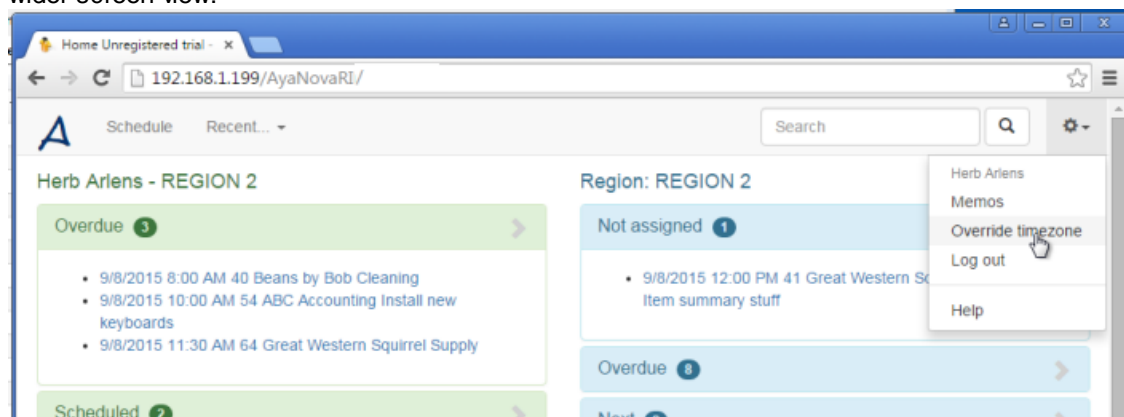 wider screen view.
Home Unregistered trial -
192.168.1.199/AyaNovaRI/
Schedule Recent...
Search
Herb Arlens - REGION 2
Overdue 3
9/8/2015 8:00 AM 40 Beans by Bob Cleaning
9/8/2015 10:00 AM 54 ABC Accounting Install new
keyboards
9/8/2015 11:30 AM 64 Great Western Squirrel Supply
Scheduled 2
Region: REGION 2
Not assigned 1
9/8/2015 12:00 PM 41 Great Western
Item summary stuff
Overdue 8
Next
Herb Arlens
Memos
Override timezone
Log out
Help